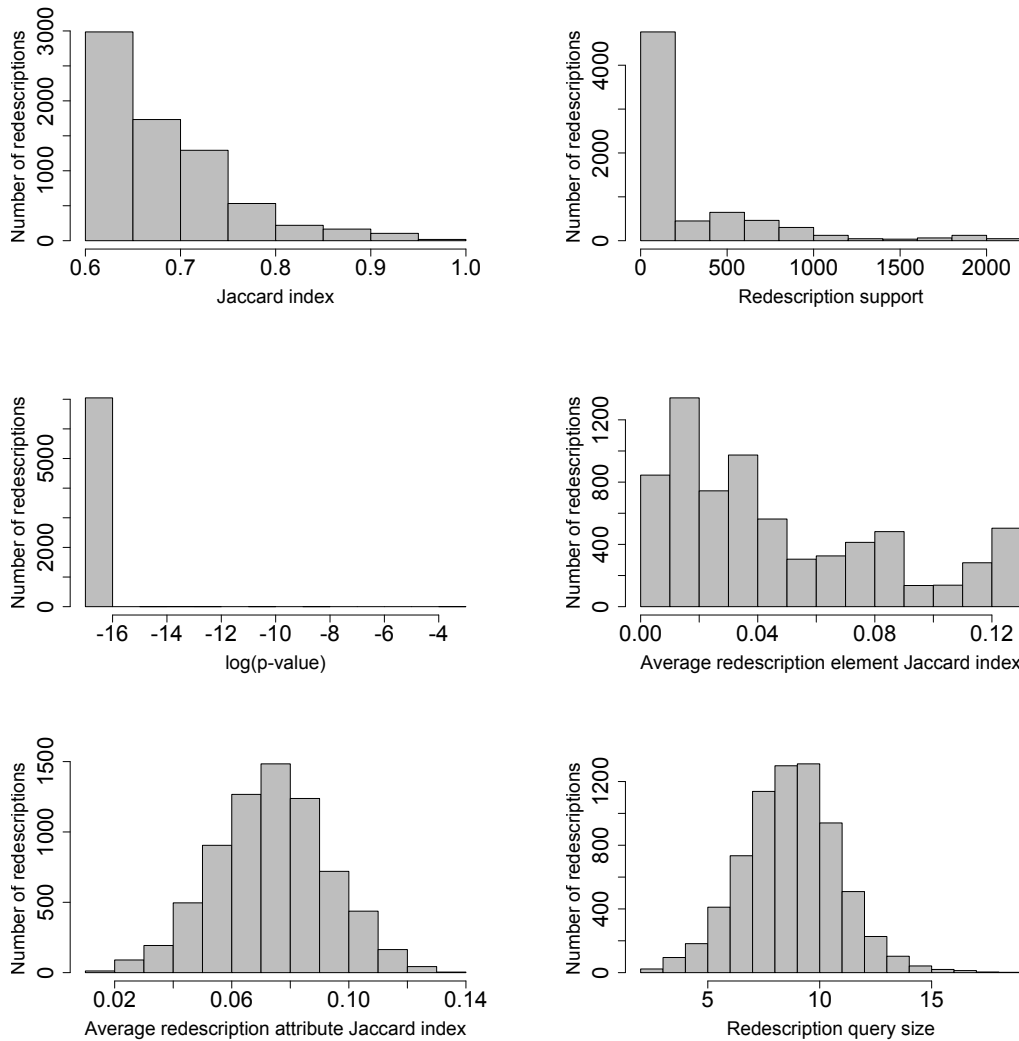 Number of redescriptions
0 1000 2000 3000
0.6 0.7 0.8 0.9 1.0
Jaccard index
Number of redescriptions
0 2000 4000
0 500 1000 1500 2000
Redescription support
Number of redescriptions
0 2000 5000
-16 -14 -12 -10 -8 -6 -4
log(p-value)
Number of redescriptions
0 400 800 1200
0.00 0.04 0.08 0.12
Average redescription element Jaccard index
Number of redescriptions
0 500 1000 1500
0.02 0.06 0.10 0.14
Average redescription attribute Jaccard index
Number of redescriptions
0 400 800 1200
5 10 15
Redescription query size